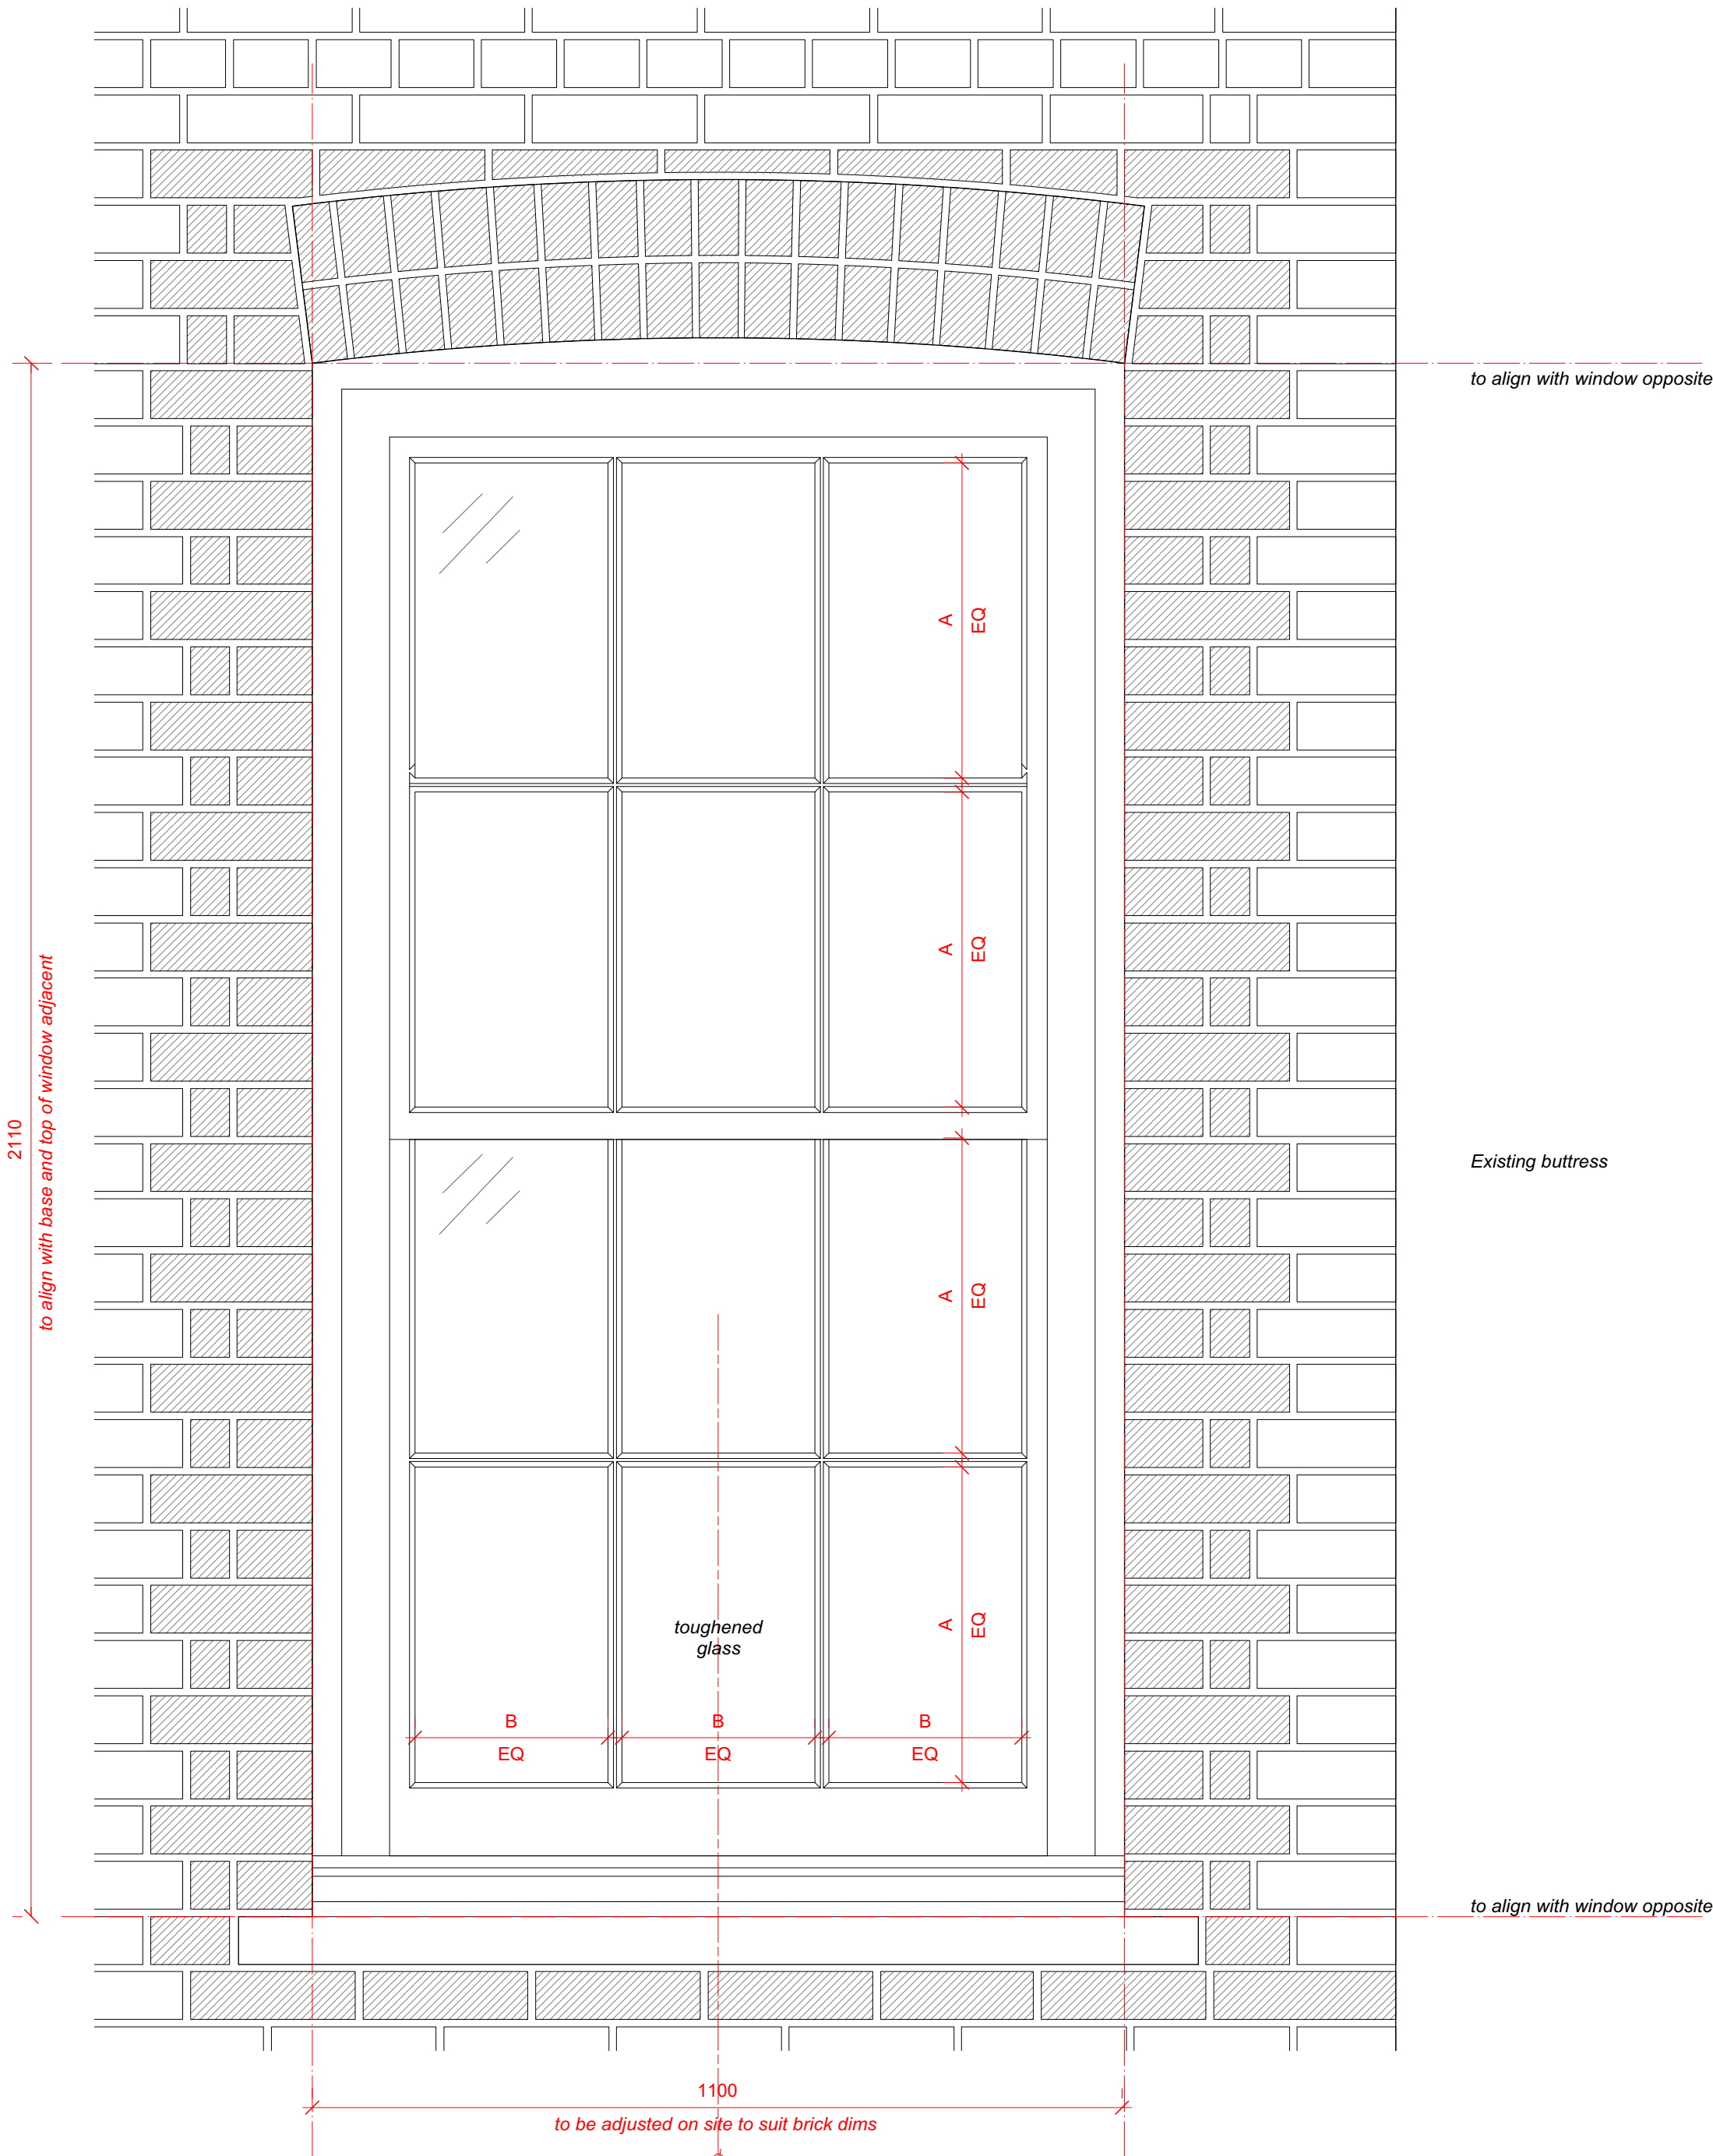 to align with window opposite
A
EQ
A
EQ
2110
to align with base and top of window adjacent
Existing buttress
A
EQ
A
EQ
toughened
glass
B
B
B
EQ
EQ
EQ
to align with window opposite
1100
to be adjusted on site to suit brick dims